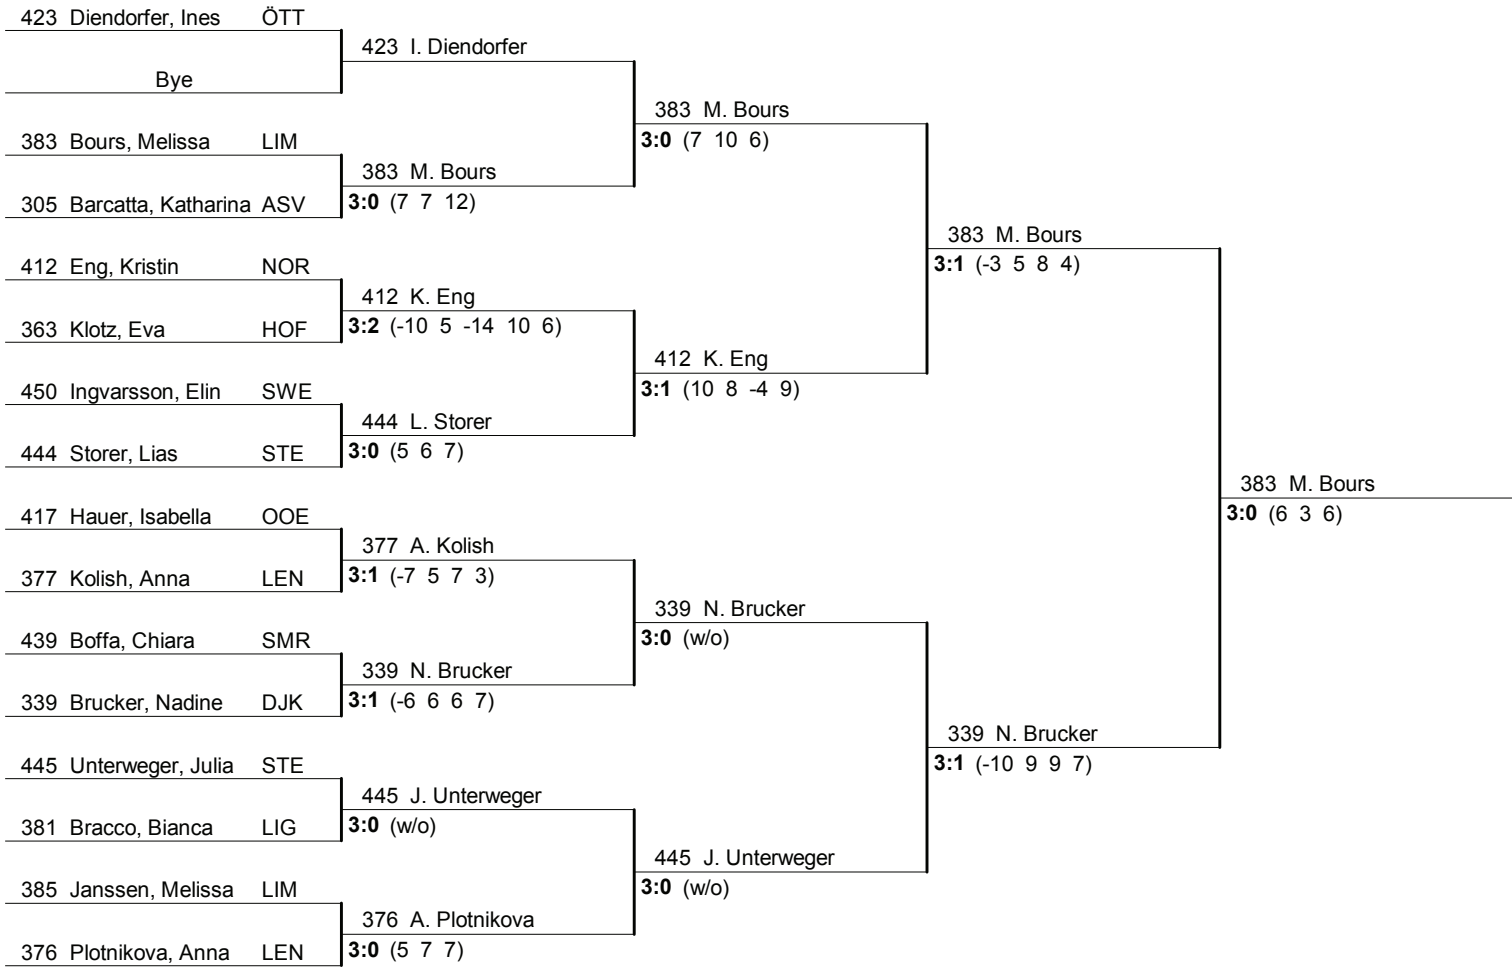 423 Diendorfer, Ines ÖTT
423 I. Diendorfer
Bye
383 M. Bours
3:0 (7 10 6)
383 Bours, Melissa LIM
383 M. Bours
3:0 (7 7 12)
305 Barcatta, Katharina ASV
383 M. Bours
3:1 (-3 5 8 4)
412 Eng, Kristin NOR
412 K. Eng
3:2 (-10 5 -14 10 6)
363 Klotz, Eva HOF
412 K. Eng
3:1 (10 8 -4 9)
450 Ingvarsson, Elin SWE
444 L. Storer
3:0 (5 6 7)
444 Storer, Lias STE
383 M. Bours
3:0 (6 3 6)
417 Hauer, Isabella OOE
377 A. Kolish
3:1 (-7 5 7 3)
377 Kolish, Anna LEN
339 N. Brucker
3:0 (w/o)
439 Boffa, Chiara SMR
339 N. Brucker
3:1 (-6 6 6 7)
339 Brucker, Nadine DJK
339 N. Brucker
3:1 (-10 9 9 7)
445 Unterweger, Julia STE
445 J. Unterweger
3:0 (w/o)
381 Bracco, Bianca LIG
445 J. Unterweger
3:0 (w/o)
385 Janssen, Melissa LIM
376 A. Plotnikova
3:0 (5 7 7)
376 Plotnikova, Anna LEN